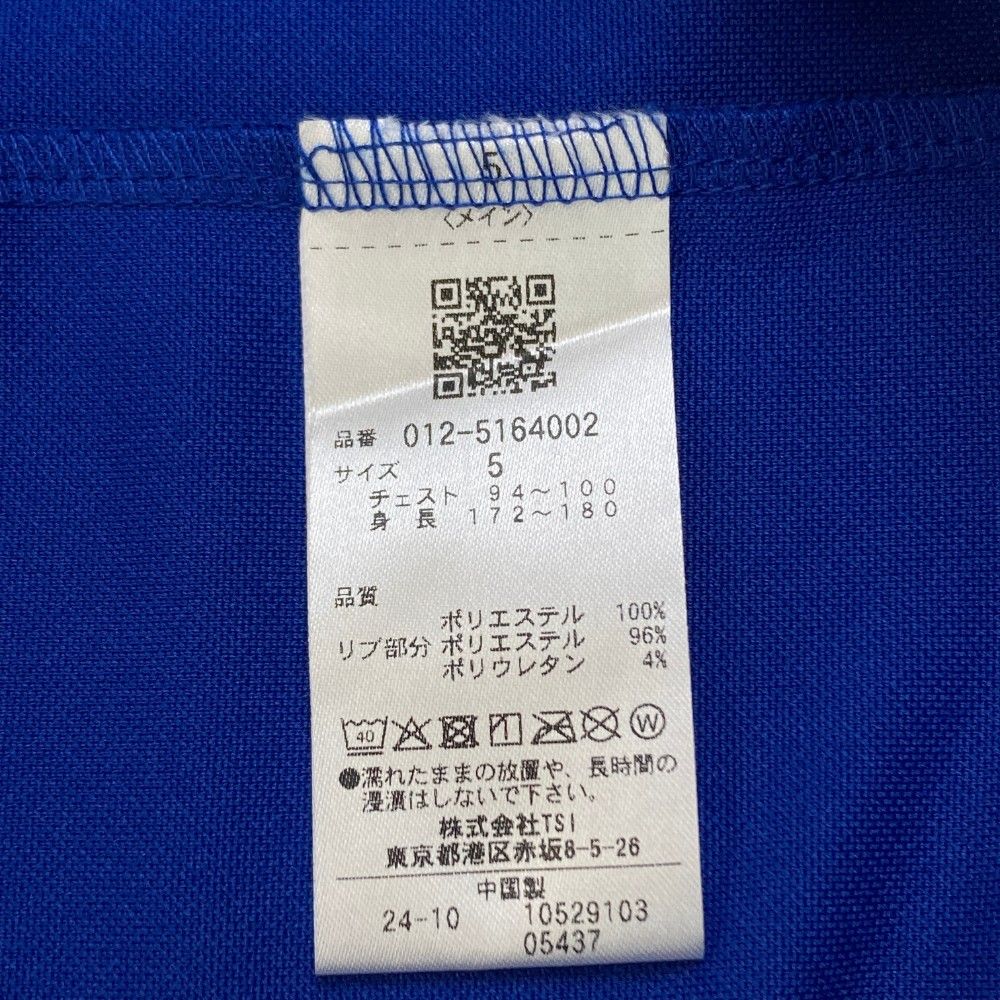 5
〈メイン〉
品番 012-5164002
サイズ 5
チェスト 94～100
身長 172～180
品質
ポリエステル 100%
リブ部分 ポリエステル 96%
ポリウレタン 4%
40 W
●濡れたままの放置や、長時間の
浸漬はしないで下さい。
株式会社TSI
東京都港区赤坂8-5-26
中国製
24-10 10529103
05437